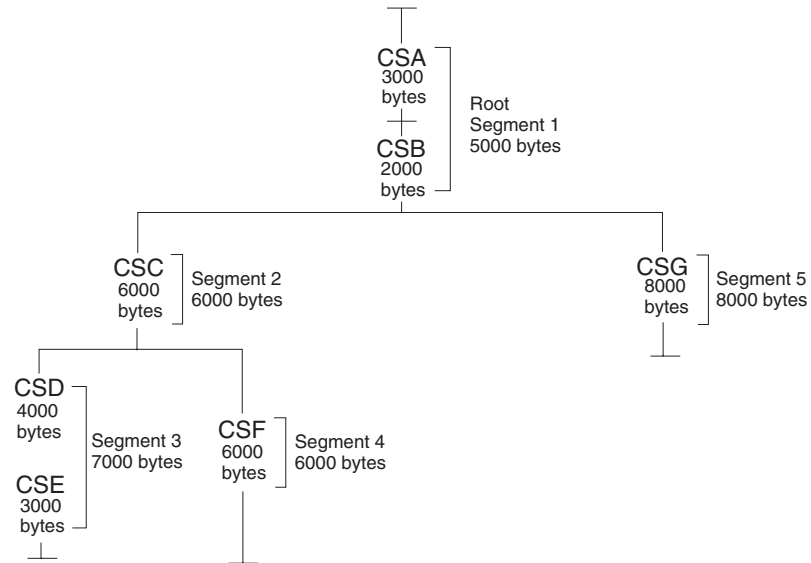 CSA
3000
bytes
Root
Segment 1
5000 bytes
CSB
2000
bytes
CSC
6000
bytes
Segment 2
6000 bytes
CSG
8000
bytes
Segment 5
8000 bytes
CSD
4000
bytes
Segment 3
7000 bytes
CSE
3000
bytes
CSF
6000
bytes
Segment 4
6000 bytes